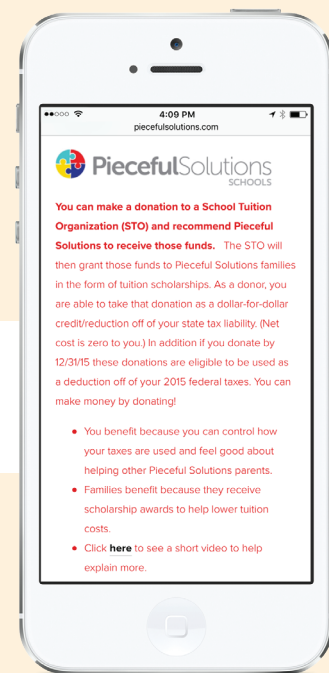 4:09 PM
piecefulsolutions.com
PiecefulSolutions
SCHOOLS
You can make a donation to a School Tuition
Organization (STO) and recommend Pieceful
Solutions to receive those funds. The STO will
then grant those funds to Pieceful Solutions families
in the form of tuition scholarships. As a donor, you
are able to take that donation as a dollar-for-dollar
credit/reduction off of your state tax liability. (Net
cost is zero to you.) In addition if you donate by
12/31/15 these donations are eligible to be used as
a deduction off of your 2015 federal taxes. You can
make money by donating!
• You benefit because you can control how
your taxes are used and feel good about
helping other Pieceful Solutions parents.
• Families benefit because they receive
scholarship awards to help lower tuition
costs.
• Click here to see a short video to help
explain more.